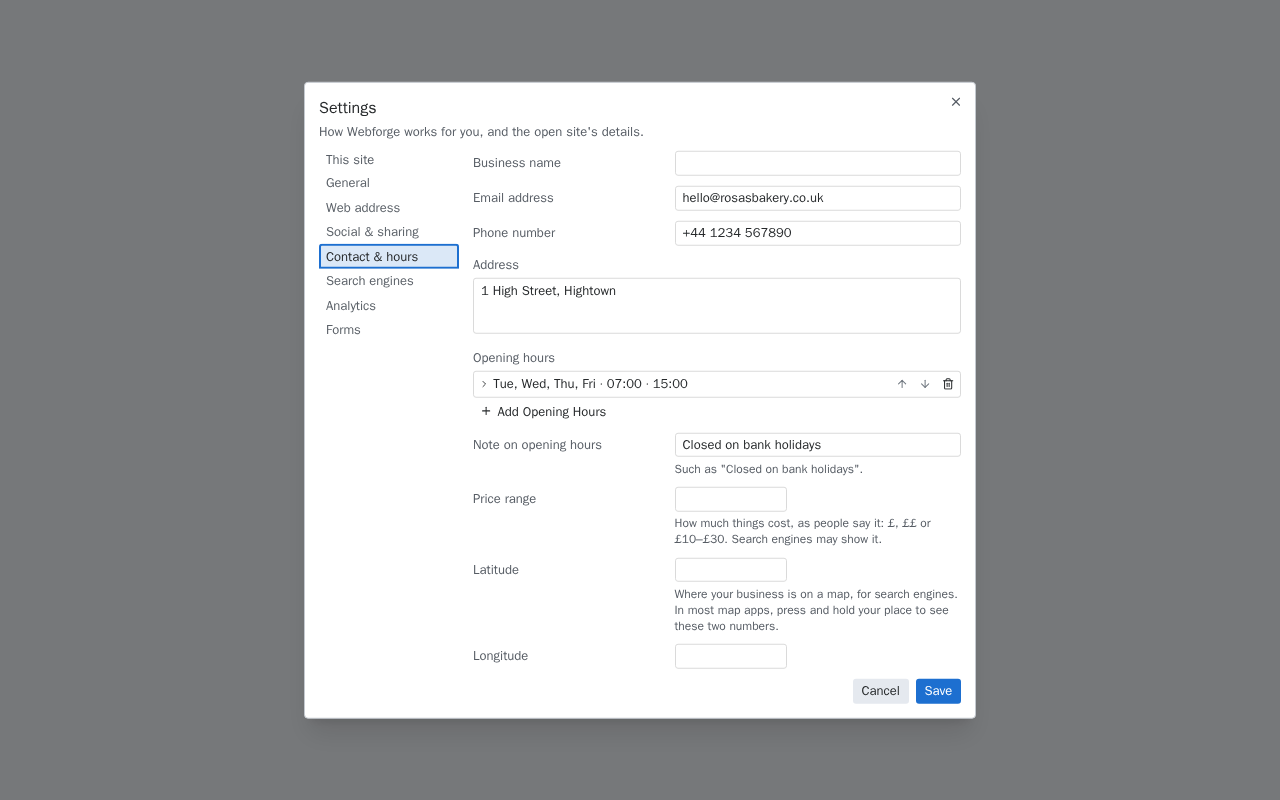 Settings
How Webforge works for you, and the open site's details.
This site
General
Web address
Social & sharing
Contact & hours
Search engines
Analytics
Forms
Business name
Email address
hello@rosasbakery.co.uk
Phone number
+44 1234 567890
Address
1 High Street, Hightown
Opening hours
Tue, Wed, Thu, Fri · 07:00 · 15:00
Add Opening Hours
Note on opening hours
Closed on bank holidays
Such as "Closed on bank holidays".
Price range
How much things cost, as people say it: £, ££ or
£10–£30. Search engines may show it.
Latitude
Where your business is on a map, for search engines.
In most map apps, press and hold your place to see
these two numbers.
Longitude
Cancel
Save